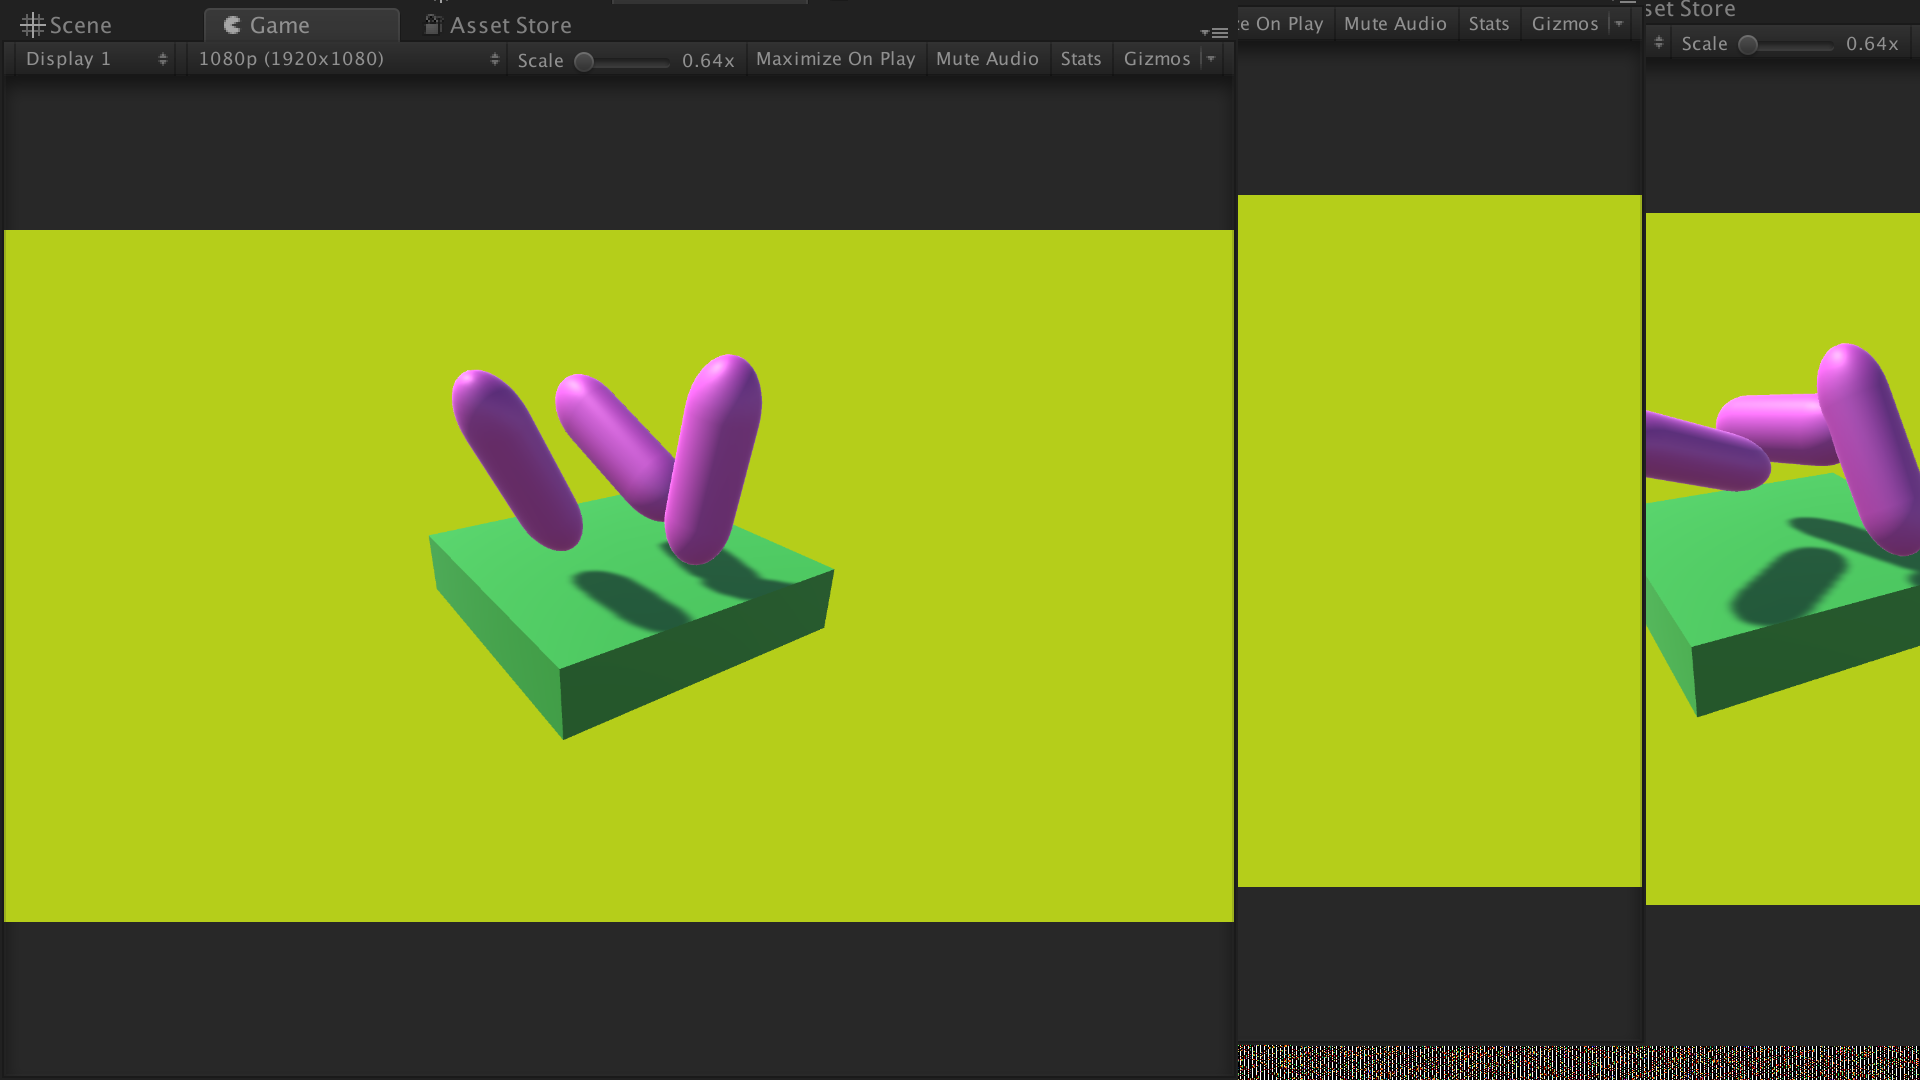 Scene Game Asset Store
Display 1 1080p (1920x1080) Scale 0.64x Maximize On Play Mute Audio Stats Gizmos
On Play Mute Audio Stats Gizmos
Store
Scale 0.64x